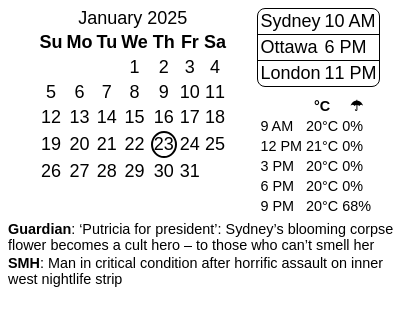 January 2025
Su Mo Tu We Th Fr Sa
1 2 3 4
5 6 7 8 9 10 11
12 13 14 15 16 17 18
19 20 21 22 23 24 25
26 27 28 29 30 31
Sydney 10 AM
Ottawa 6 PM
London 11 PM
°C ☂
9 AM 20°C 0%
12 PM 21°C 0%
3 PM 20°C 0%
6 PM 20°C 0%
9 PM 20°C 68%
Guardian: ‘Putricia for president’: Sydney’s blooming corpse
flower becomes a cult hero – to those who can’t smell her
SMH: Man in critical condition after horrific assault on inner
west nightlife strip